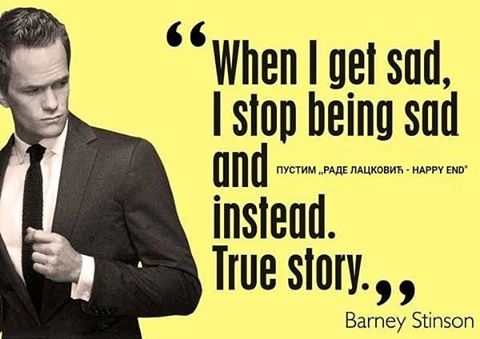 “When I get sad,
I stop being sad
and ПУСТИМ „РАДЕ ЛАЦКОВИЋ - HAPPY END"
instead.
True story.”
Barney Stinson